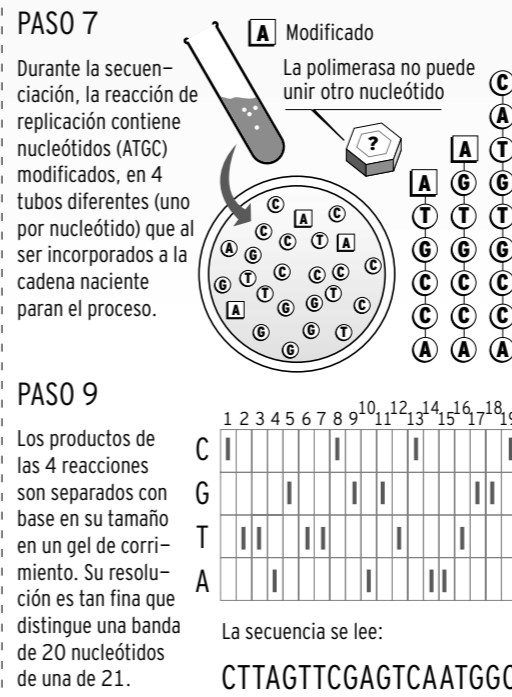 PASO 7
Durante la secuen–
ciación, la reacción de
replicación contiene
nucleótidos (ATGC)
modificados, en 4
tubos diferentes (uno
por nucleótido) que al
ser incorporados a la
cadena naciente
paran el proceso.
A Modificado
La polimerasa no puede
unir otro nucleótido
?
C
A C
A T C T A
A G
G T C T C C C C
A G
T G G T C
G G T
G
A T G C C A
A G T G C C A
C A T G T G C C A
PASO 9
Los productos de
las 4 reacciones
son separados con
base en su tamaño
en un gel de corri–
miento. Su resolu–
ción es tan fina que
distingue una banda
de 20 nucleótidos
de una de 21.
1 2 3 4 5 6 7 8 9 10 11 12 13 14 15 16 17 18 19
C
G
T
A
La secuencia se lee:
CTTAGTTCGAGTCAATGGC